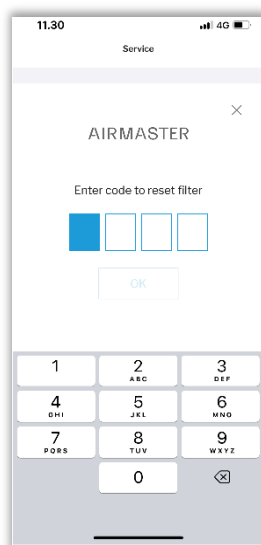 11.30 4G
Service
AIRMASTER
Enter code to reset filter
OK
1 2 3
ABC DEF
4 5 6
GHI JKL MNO
7 8 9
PQRS TUV WXYZ
0